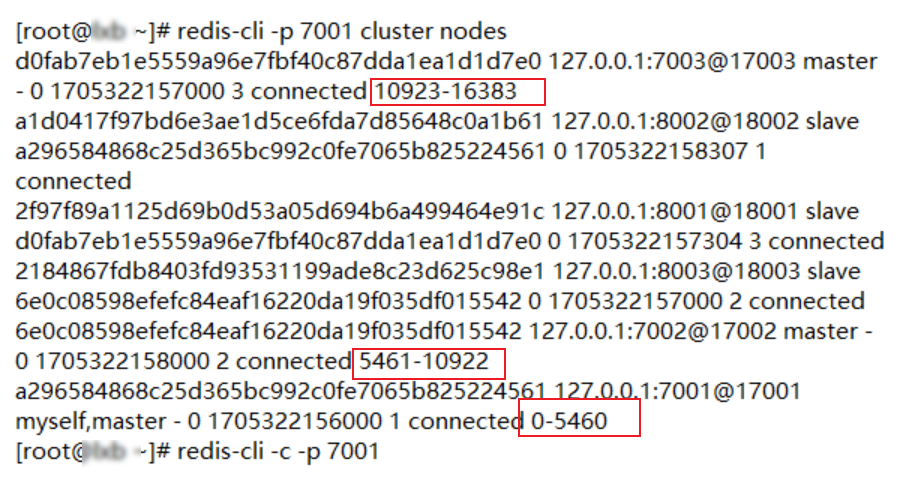 [root@ ~]# redis-cli -p 7001 cluster nodes
d0fab7eb1e5559a96e7fbf40c87dda1ea1d1d7e0 127.0.0.1:7003@17003 master
- 0 1705322157000 3 connected 10923-16383
a1d0417f97bd6e3ae1d5ce6fda7d85648c0a1b61 127.0.0.1:8002@18002 slave
a296584868c25d365bc992c0fe7065b825224561 0 1705322158307 1
connected
2f97f89a1125d69b0d53a05d694b6a499464e91c 127.0.0.1:8001@18001 slave
d0fab7eb1e5559a96e7fbf40c87dda1ea1d1d7e0 0 1705322157304 3 connected
2184867fdb8403fd93531199ade8c23d625c98e1 127.0.0.1:8003@18003 slave
6e0c08598efefc84eaf16220da19f035df015542 0 1705322157000 2 connected
6e0c08598efefc84eaf16220da19f035df015542 127.0.0.1:7002@17002 master -
0 1705322158000 2 connected 5461-10922
a296584868c25d365bc992c0fe7065b825224561 127.0.0.1:7001@17001
myself,master - 0 1705322156000 1 connected 0-5460
[root@ ~]# redis-cli -c -p 7001